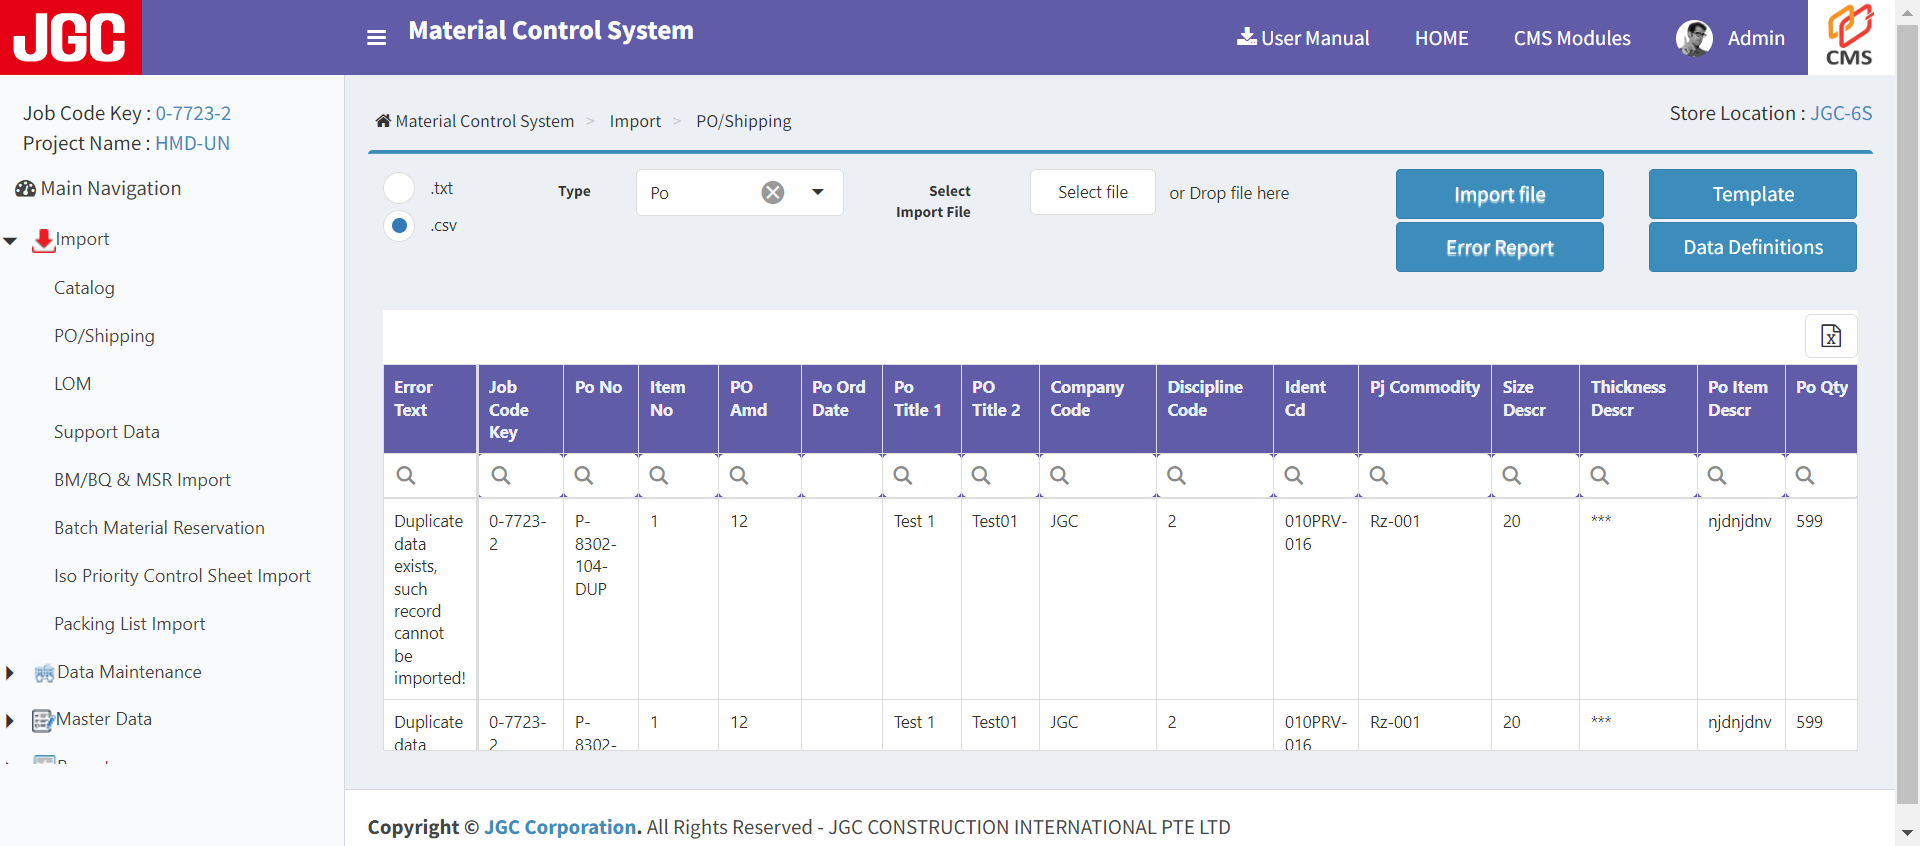 JGC
Material Control System
User Manual
HOME
CMS Modules
Admin
CMS
Job Code Key : 0-7723-2
Project Name : HMD-UN
Main Navigation
Import
Catalog
PO/Shipping
LOM
Support Data
BM/BQ & MSR Import
Batch Material Reservation
Iso Priority Control Sheet Import
Packing List Import
Data Maintenance
Master Data
Material Control System > Import > PO/Shipping
Store Location : JGC-6S
.txt
.csv
Type
Po
Select
Import File
Select file
or Drop file here
Import file
Template
Error Report
Data Definitions
Error
Text
Job
Code
Key
Po No
Item
No
PO
Amd
Po Ord
Date
Po
Title 1
PO
Title 2
Company
Code
Discipline
Code
Ident
Cd
Pj Commodity
Size
Descr
Thickness
Descr
Po Item
Descr
Po Qty
Duplicate
data
exists,
such
record
cannot
be
imported!
0-7723-
2
P-
8302-
104-
DUP
1
12
Test 1
Test01
JGC
2
010PRV-
016
Rz-001
20
***
njdnjdnv
599
Duplicate
data
0-7723-
2
P-
8302-
1
12
Test 1
Test01
JGC
2
010PRV-
016
Rz-001
20
***
njdnjdnv
599
Copyright © JGC Corporation. All Rights Reserved - JGC CONSTRUCTION INTERNATIONAL PTE LTD